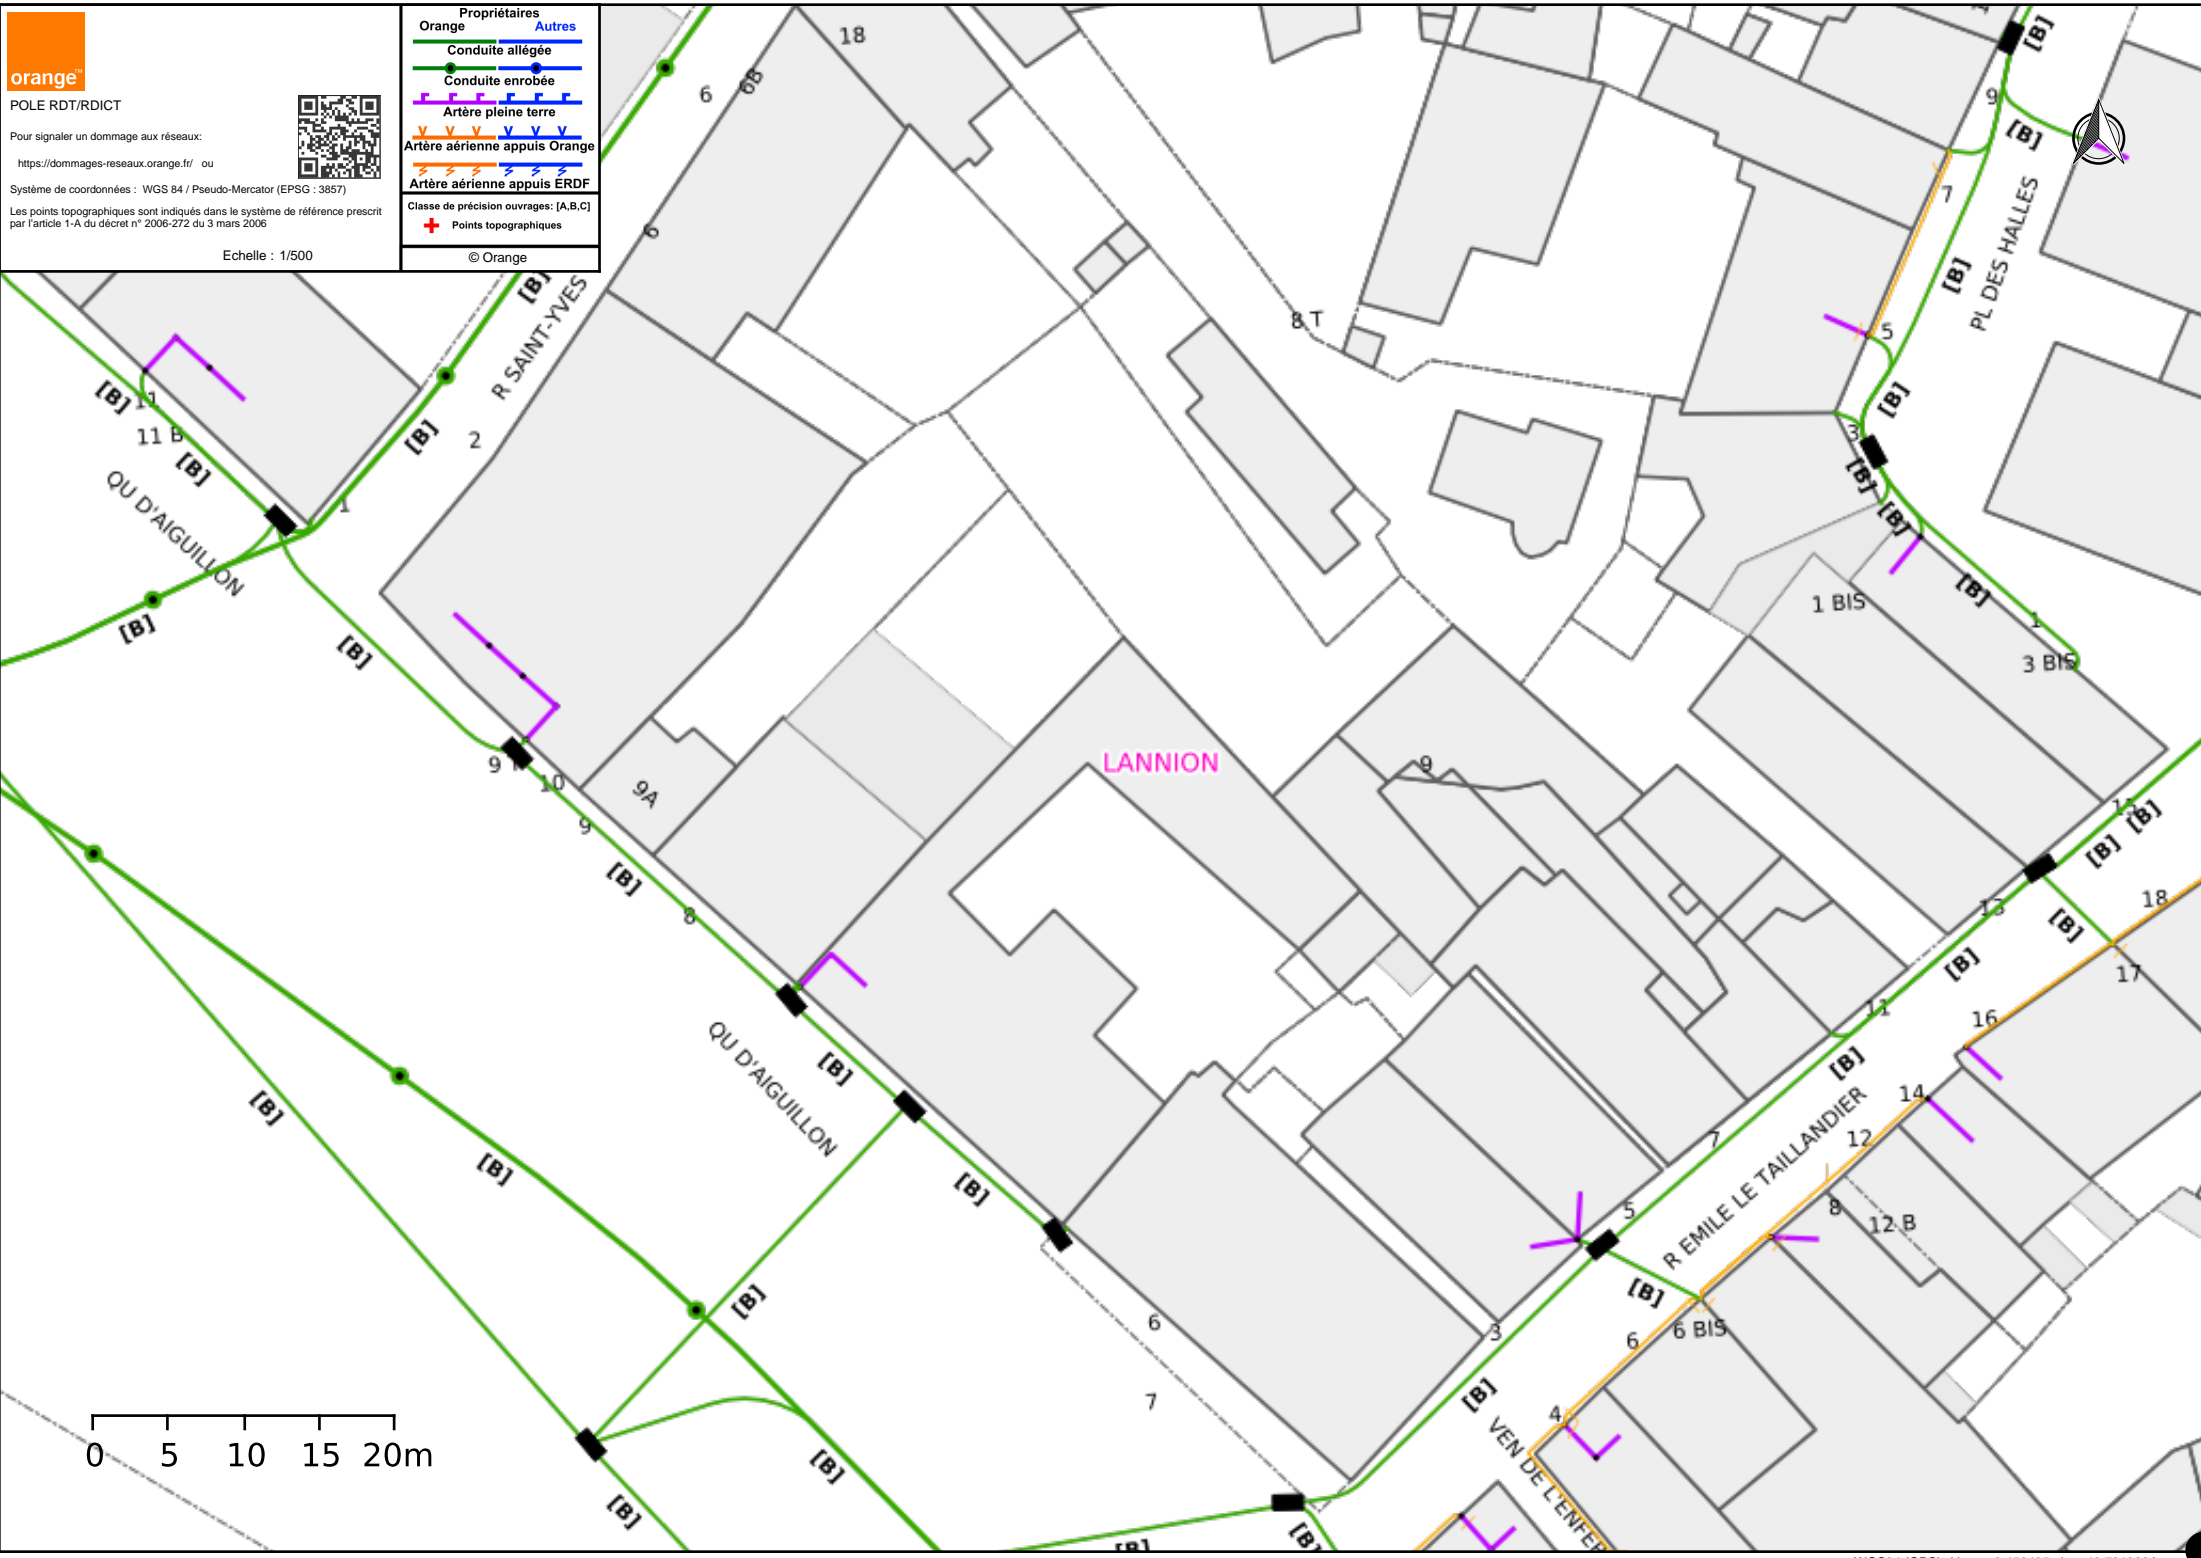 orange™
POLE RDT/RDICT
Pour signaler un dommage aux réseaux:
https://dommages-reseaux.orange.fr/ ou
Système de coordonnées : WGS 84 / Pseudo-Mercator (EPSG : 3857)
Les points topographiques sont indiqués dans le système de référence prescrit
par l'article 1-A du décret n° 2006-272 du 3 mars 2006
Echelle : 1/500
Propriétaires
Orange Autres
Conduite allégée
Conduite enrobée
Artère pleine terre
Artère aérienne appuis Orange
Artère aérienne appuis ERDF
Classe de précision ouvrages: [A,B,C]
Points topographiques
© Orange
18
6
6B
6
[B]
9
[B]
7
PL DES HALLES
[B]
5
8 T
[B]
R SAINT-YVES
[B]
[B]
11
11 B
[B]
[B]
2
1
QU D'AIGUILLON
3
[B]
[B]
[B]
1 BIS
1
3 BIS
[B]
[B]
LANNION
9
9
10
9A
9
[B]
8
[B]
[B]
18
13
[B]
17
[B]
16
11
[B]
14
12
R EMILE LE TAILLANDIER
7
8
12 B
5
QU D'AIGUILLON
[B]
[B]
[B]
[B]
[B]
[B]
6 BIS
6
6
3
7
[B]
4
VEN DE L'ENFER
[B]
[B]
[B]
[B]
0 5 10 15 20m